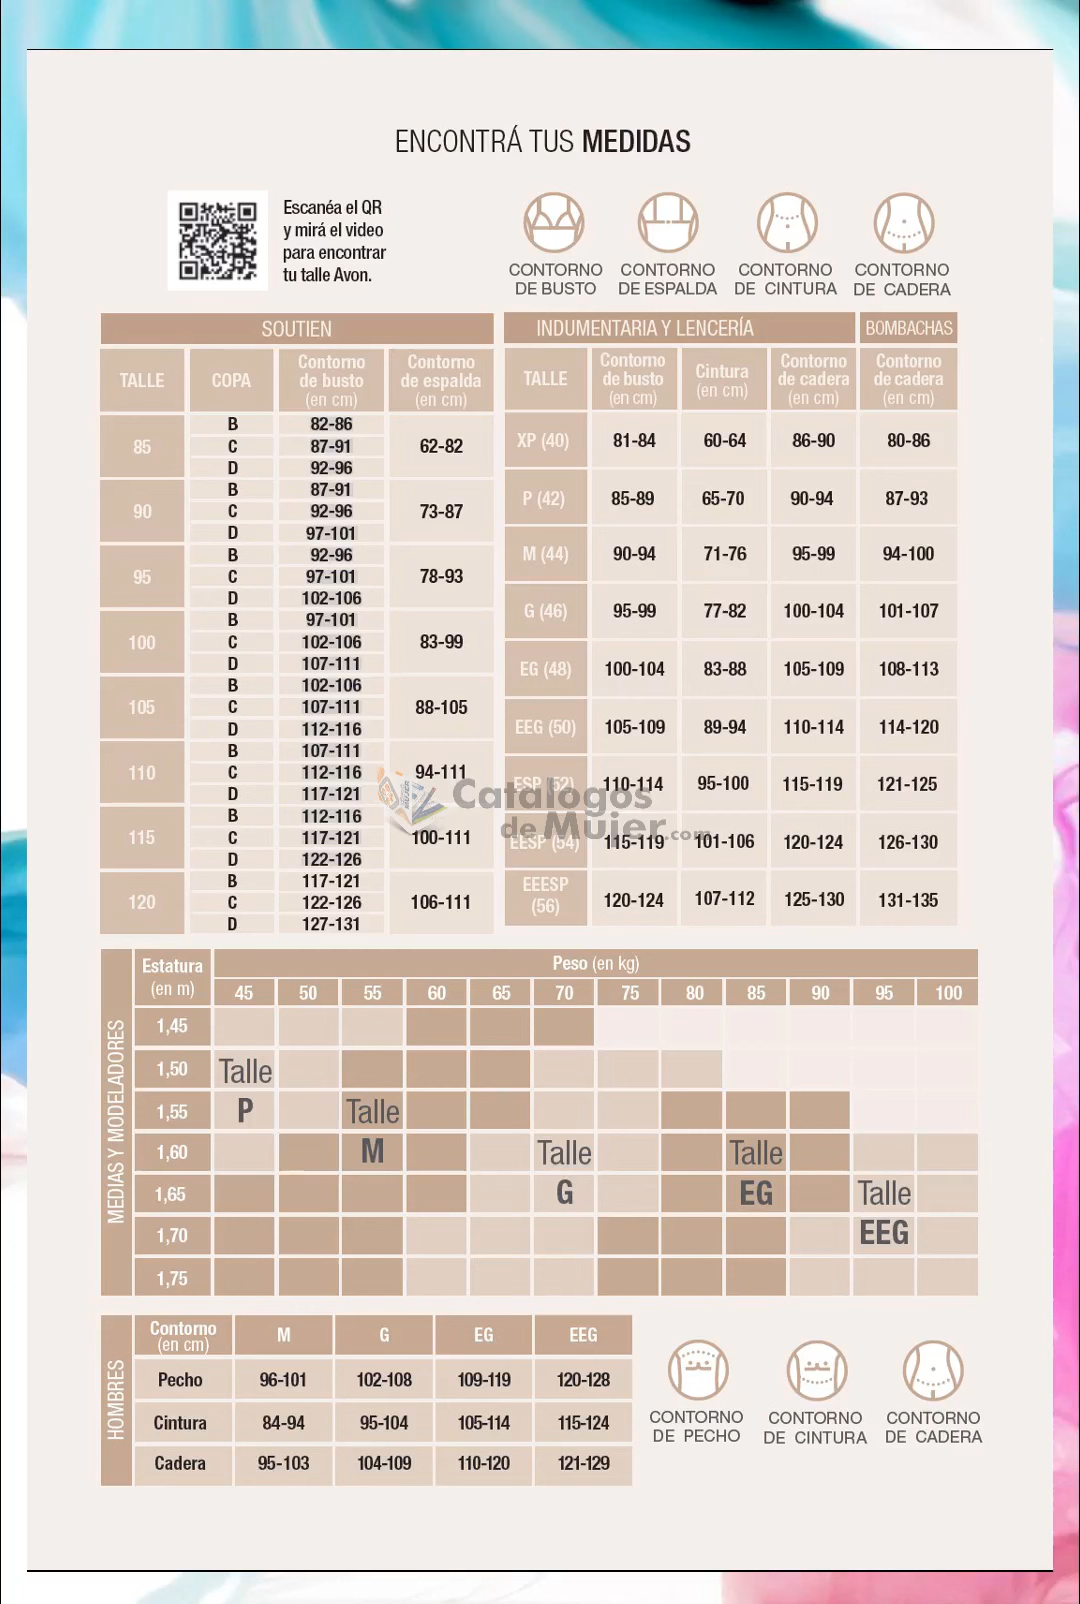 ENCONTRÁ TUS MEDIDAS
Escanéa el QR
y mirá el video
para encontrar
tu talle Avon.
CONTORNO DE BUSTO
CONTORNO DE ESPALDA
CONTORNO DE CINTURA
CONTORNO DE CADERA
SOUTIEN
TALLE COPA Contorno de busto (en cm) Contorno de espalda (en cm)
85 B 82-86 62-82
C 87-91
D 92-96
90 B 87-91 73-87
C 92-96
D 97-101
95 B 92-96 78-93
C 97-101
D 102-106
100 B 97-101 83-99
C 102-106
D 107-111
105 B 102-106 88-105
C 107-111
D 112-116
110 B 107-111 94-111
C 112-116
D 117-121
115 B 112-116 100-111
C 117-121
D 122-126
120 B 117-121 106-111
C 122-126
D 127-131
INDUMENTARIA Y LENCERÍA BOMBACHAS
TALLE Contorno de busto (en cm) Cintura (en cm) Contorno de cadera (en cm) Contorno de cadera (en cm)
XP (40) 81-84 60-64 86-90 80-86
P (42) 85-89 65-70 90-94 87-93
M (44) 90-94 71-76 95-99 94-100
G (46) 95-99 77-82 100-104 101-107
EG (48) 100-104 83-88 105-109 108-113
EEG (50) 105-109 89-94 110-114 114-120
ESP (52) 110-114 95-100 115-119 121-125
EESP (54) 115-119 101-106 120-124 126-130
EEESP (56) 120-124 107-112 125-130 131-135
Catalogos
de Mujer.com
MEDIAS Y MODELADORES
Estatura (en m) Peso (en kg)
45 50 55 60 65 70 75 80 85 90 95 100
1,45
1,50 Talle
1,55 P Talle
1,60 M Talle Talle
1,65 G EG Talle
1,70 EEG
1,75
HOMBRES
Contorno (en cm) M G EG EEG
Pecho 96-101 102-108 109-119 120-128
Cintura 84-94 95-104 105-114 115-124
Cadera 95-103 104-109 110-120 121-129
CONTORNO DE PECHO
CONTORNO DE CINTURA
CONTORNO DE CADERA